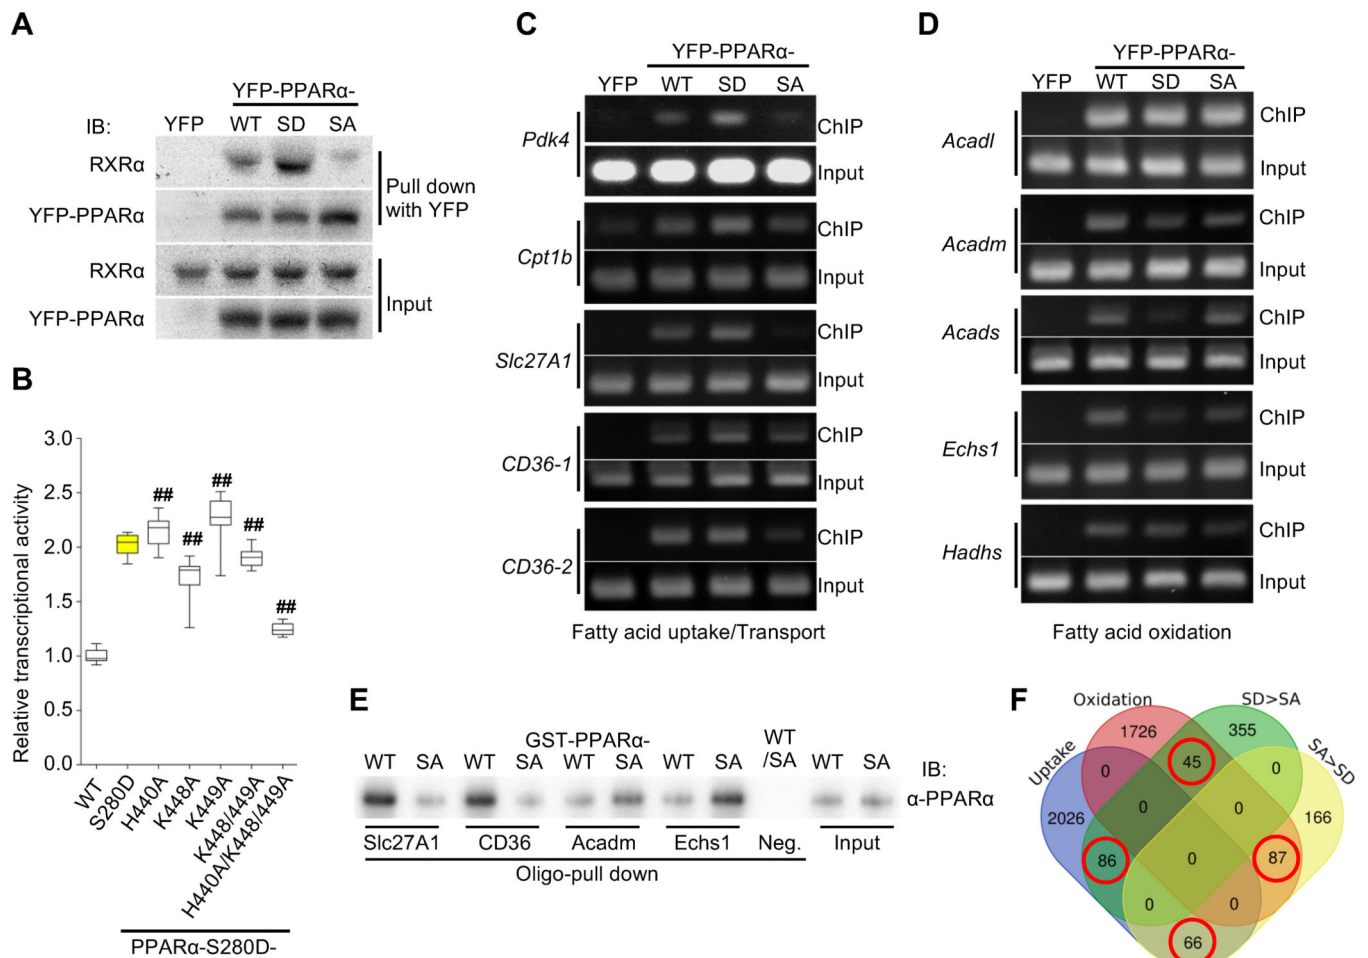 A
YFP-PPARα-
IB: YFP WT SD SA
RXRα
YFP-PPARα
Pull down
with YFP
RXRα
YFP-PPARα
Input
B
Relative transcriptional activity
3.0
2.5
2.0
1.5
1.0
0.0
## ## ## ## ##
WT
S280D
H440A
K448A
K449A
K448/449A
H440A/K448/449A
PPARα-S280D-
C
YFP-PPARα-
YFP WT SD SA
Pdk4
ChIP
Input
Cpt1b
ChIP
Input
Slc27A1
ChIP
Input
CD36-1
ChIP
Input
CD36-2
ChIP
Input
Fatty acid uptake/Transport
D
YFP-PPARα-
YFP WT SD SA
Acadl
ChIP
Input
Acadm
ChIP
Input
Acads
ChIP
Input
Echs1
ChIP
Input
Hadhs
ChIP
Input
Fatty acid oxidation
E
GST-PPARα-
WT SA WT SA WT SA WT SA WT/SA WT SA
IB:
α-PPARα
Slc27A1 CD36 Acadm Echs1 Neg. Input
Oligo-pull down
F
Uptake
Oxidation
SD>SA
SA>SD
1726 355
0 45 0
2026 0 0 166
86 0 87
0 0
66